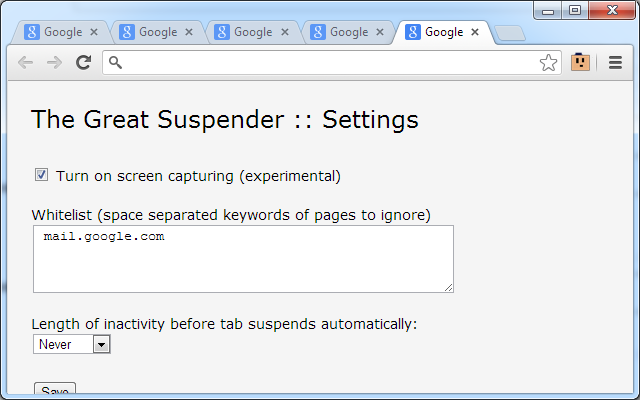 Google Google Google Google Google
The Great Suspender :: Settings
Turn on screen capturing (experimental)
Whitelist (space separated keywords of pages to ignore)
mail.google.com
Length of inactivity before tab suspends automatically:
Never
Save